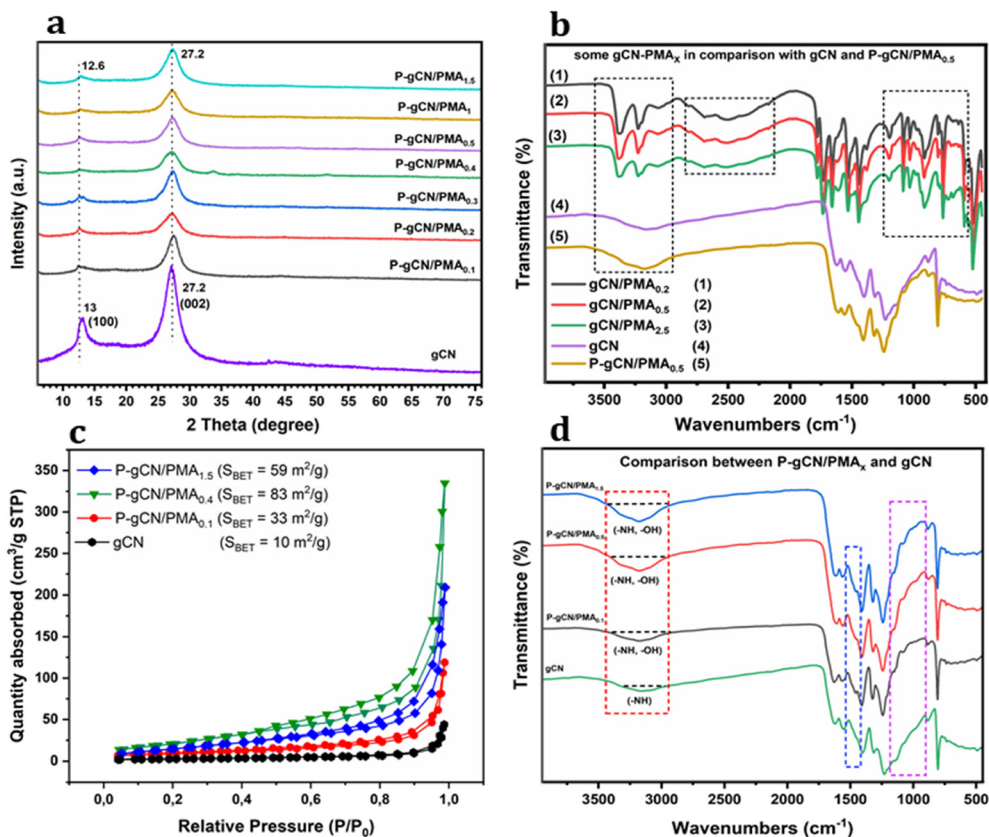 a
12.6
27.2
P-gCN/PMA1.5
P-gCN/PMA1
P-gCN/PMA0.5
P-gCN/PMA0.4
P-gCN/PMA0.3
P-gCN/PMA0.2
P-gCN/PMA0.1
27.2
(002)
13
(100)
gCN
10 15 20 25 30 35 40 45 50 55 60 65 70 75
2 Theta (degree)
Intensity (a.u.)
b
some gCN-PMAX in comparison with gCN and P-gCN/PMA0.5
(1)
(2)
(3)
(4)
(5)
gCN/PMA0.2 (1)
gCN/PMA0.5 (2)
gCN/PMA2.5 (3)
gCN (4)
P-gCN/PMA0.5 (5)
3500 3000 2500 2000 1500 1000 500
Wavenumbers (cm-1)
Transmittance (%)
c
P-gCN/PMA1.5 (SBET = 59 m2/g)
P-gCN/PMA0.4 (SBET = 83 m2/g)
P-gCN/PMA0.1 (SBET = 33 m2/g)
gCN (SBET = 10 m2/g)
350
300
250
200
150
100
50
0
0,0 0,2 0,4 0,6 0,8 1,0
Relative Pressure (P/P0)
Quantity absorbed (cm3/g STP)
d
Comparison between P-gCN/PMAx and gCN
P-gCN/PMA1.5
(-NH, -OH)
P-gCN/PMA0.5
(-NH, -OH)
P-gCN/PMA0.1
(-NH, -OH)
gCN
(-NH)
3500 3000 2500 2000 1500 1000 500
Wavenumbers (cm-1)
Transmittance (%)